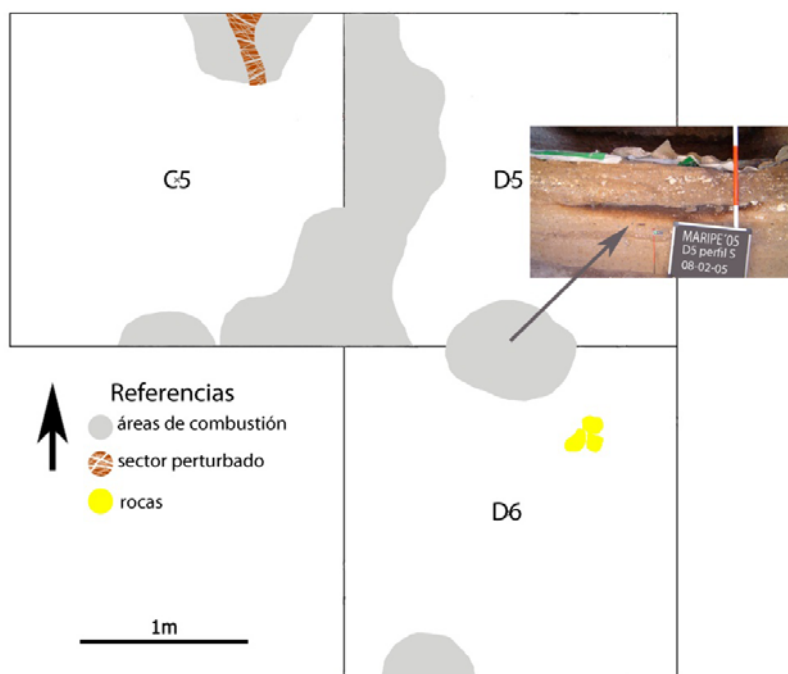 C5
D5
MARIPE'05
D5 perfil S
08-02-05
Referencias
áreas de combustión
sector perturbado
rocas
D6
1m